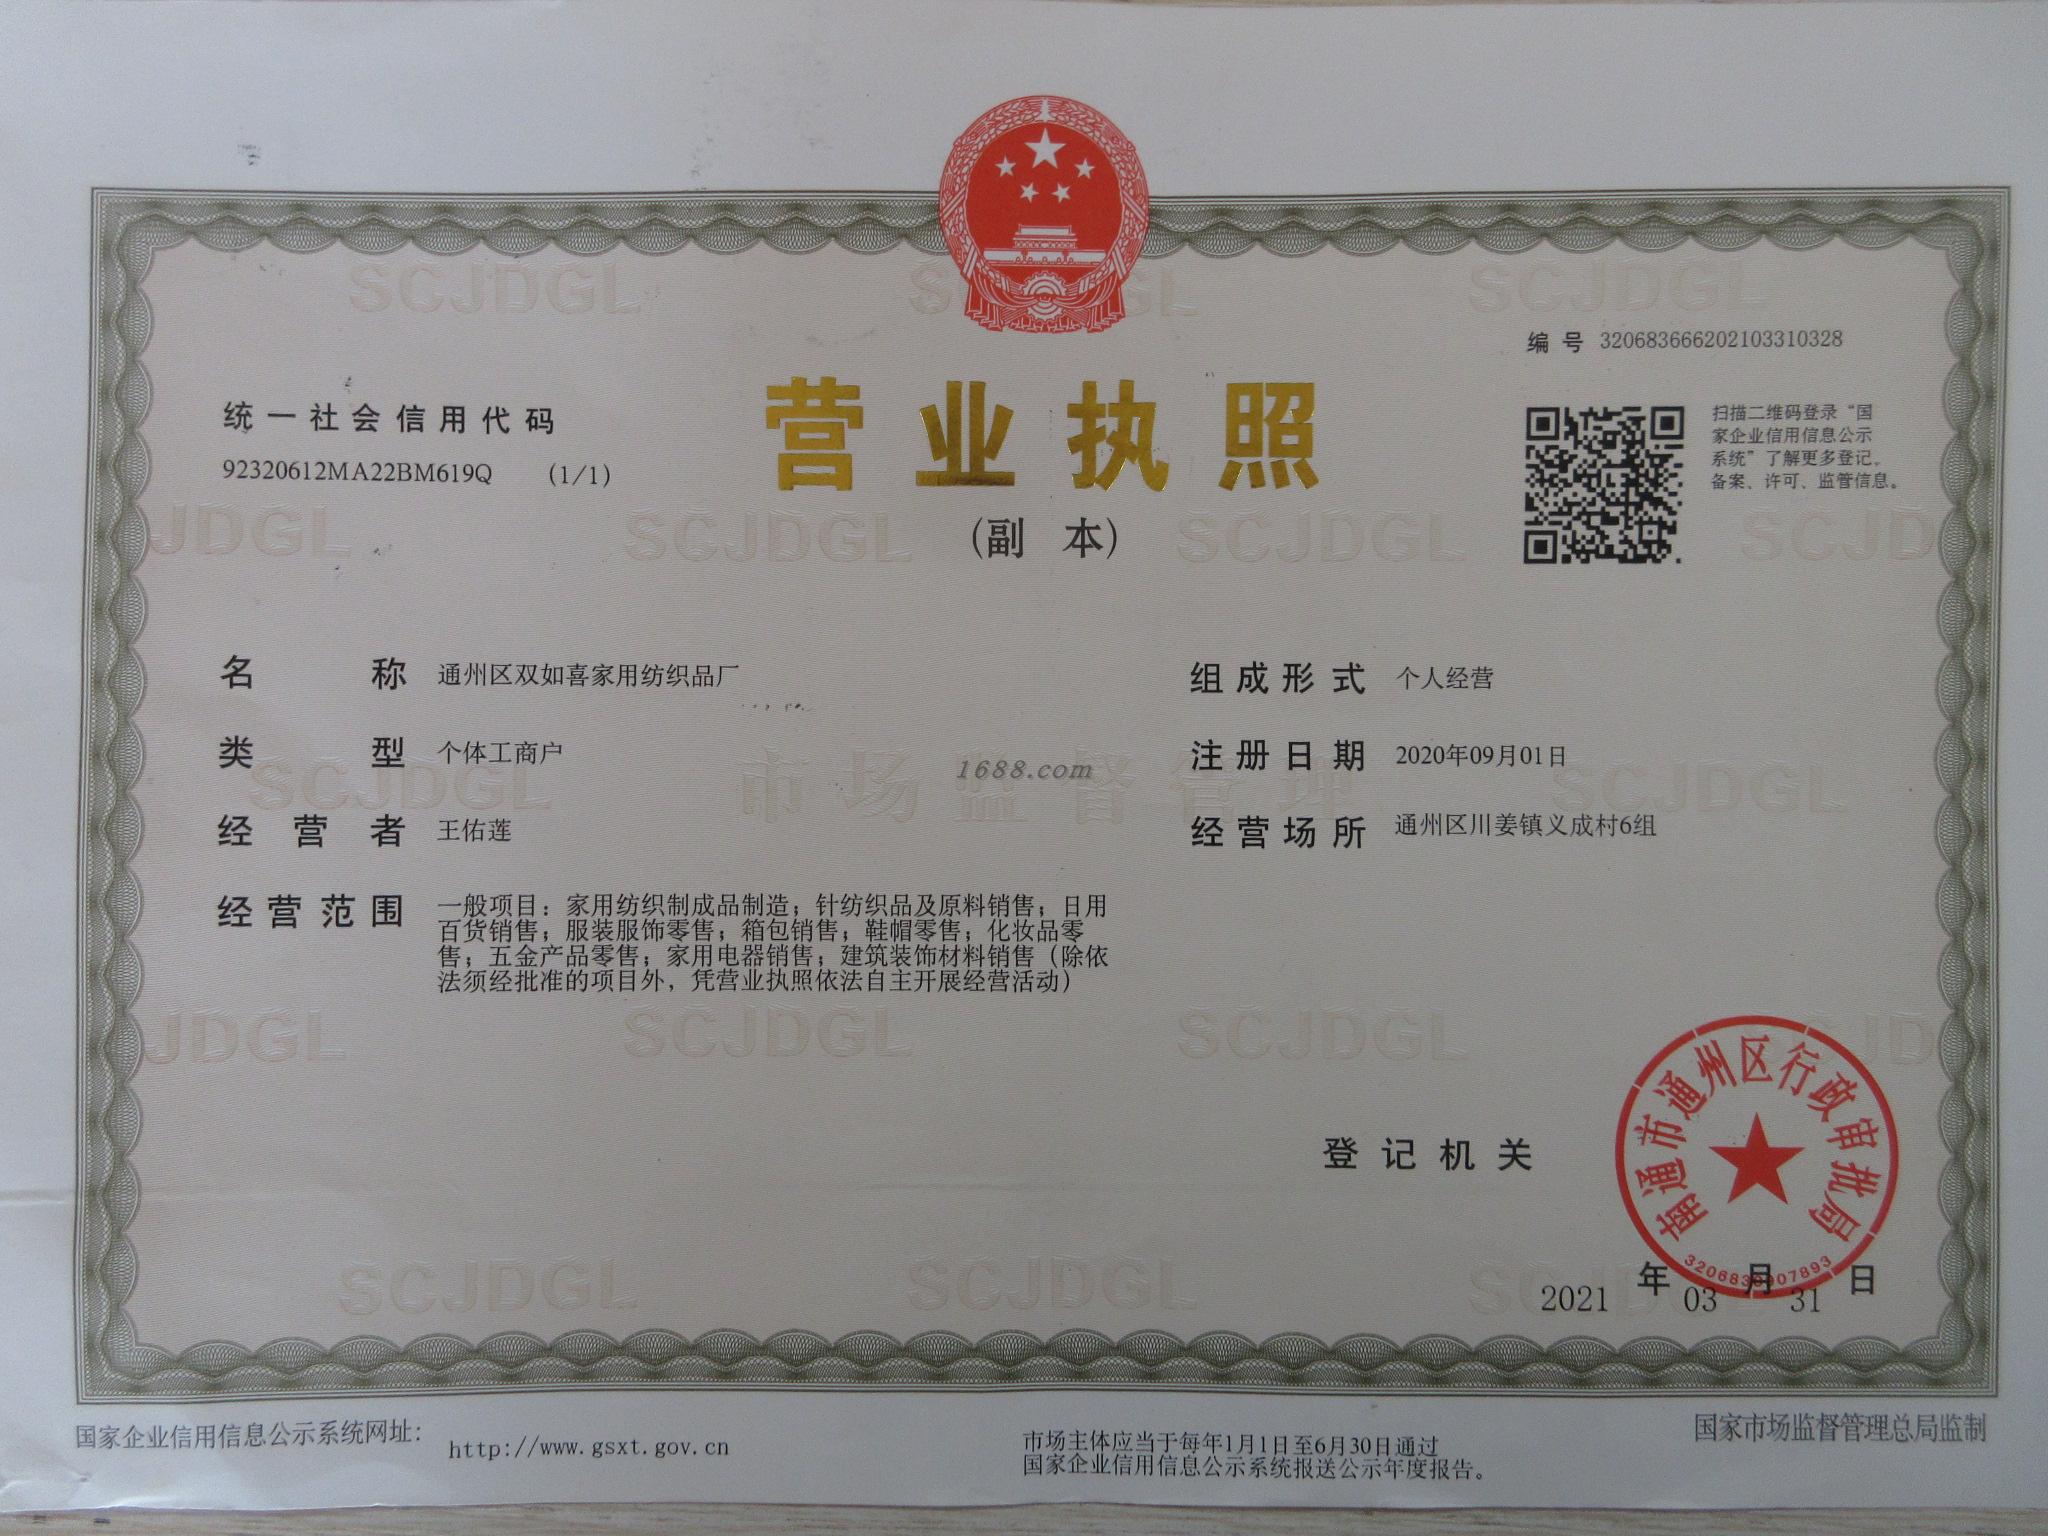 编号 320683666202103310328
统一社会信用代码
92320612MA22BM619Q (1/1)
营业执照
(副 本)
扫描二维码登录“国
家企业信用信息公示
系统”了解更多登记、
备案、许可、监管信息。
名称 通州区双如喜家用纺织品厂
组成形式 个人经营
类型 个体工商户
注册日期 2020年09月01日
1688.com
市场监督管理
经营者 王佑莲
经营场所 通州区川姜镇义成村6组
经营范围 一般项目：家用纺织制成品制造；针纺织品及原料销售；日用
百货销售；服装服饰零售；箱包销售；鞋帽零售；化妆品零
售；五金产品零售；家用电器销售；建筑装饰材料销售（除依
法须经批准的项目外，凭营业执照依法自主开展经营活动）
SCJDGL
登记机关
南通市通州区行政审批局
2021年03月31日
国家企业信用信息公示系统网址： http://www.gsxt.gov.cn
市场主体应当于每年1月1日至6月30日通过
国家企业信用信息公示系统报送公示年度报告。
国家市场监督管理总局监制